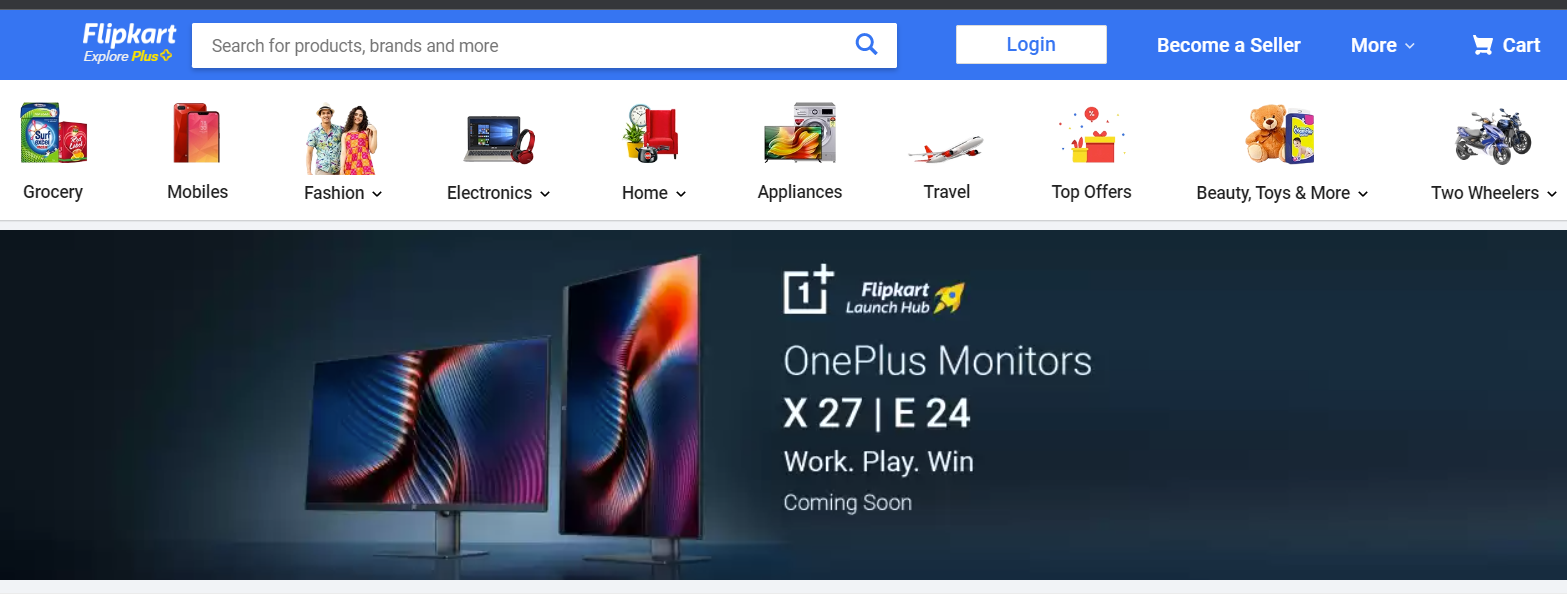 Flipkart
Explore Plus
Search for products, brands and more
Login
Become a Seller
More
Cart
Surf excel
Red Label
Grocery
Mobiles
Fashion
Electronics
Home
Appliances
Travel
Top Offers
Beauty, Toys & More
Two Wheelers
1+
Flipkart
Launch Hub
OnePlus Monitors
X 27 | E 24
Work. Play. Win
Coming Soon